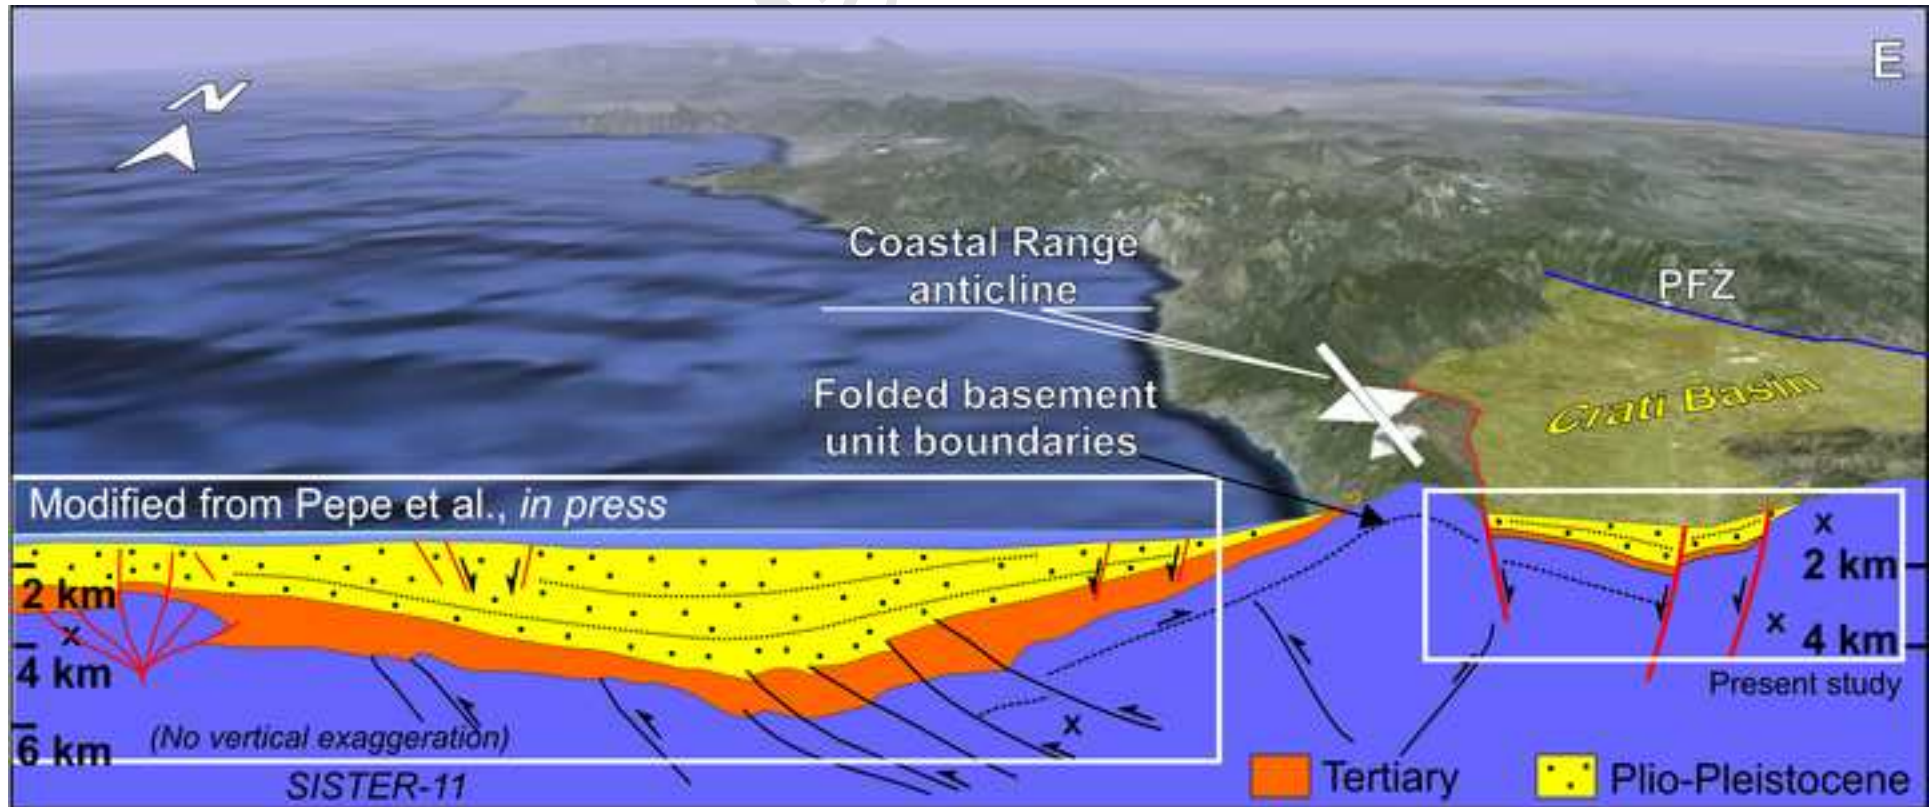 E
N
Coastal Range
anticline
PFZ
Crati Basin
Folded basement
unit boundaries
Modified from Pepe et al., in press
2 km
x
4 km
6 km
(No vertical exaggeration)
SISTER-11
x
x
2 km
x
4 km
Present study
Tertiary
Plio-Pleistocene